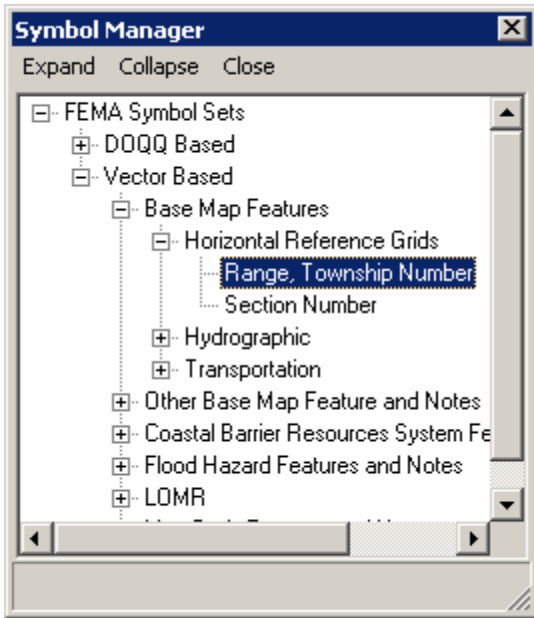 Symbol Manager
Expand Collapse Close
FEMA Symbol Sets
DOQQ Based
Vector Based
Base Map Features
Horizontal Reference Grids
Range, Township Number
Section Number
Hydrographic
Transportation
Other Base Map Feature and Notes
Coastal Barrier Resources System Fe
Flood Hazard Features and Notes
LOMR